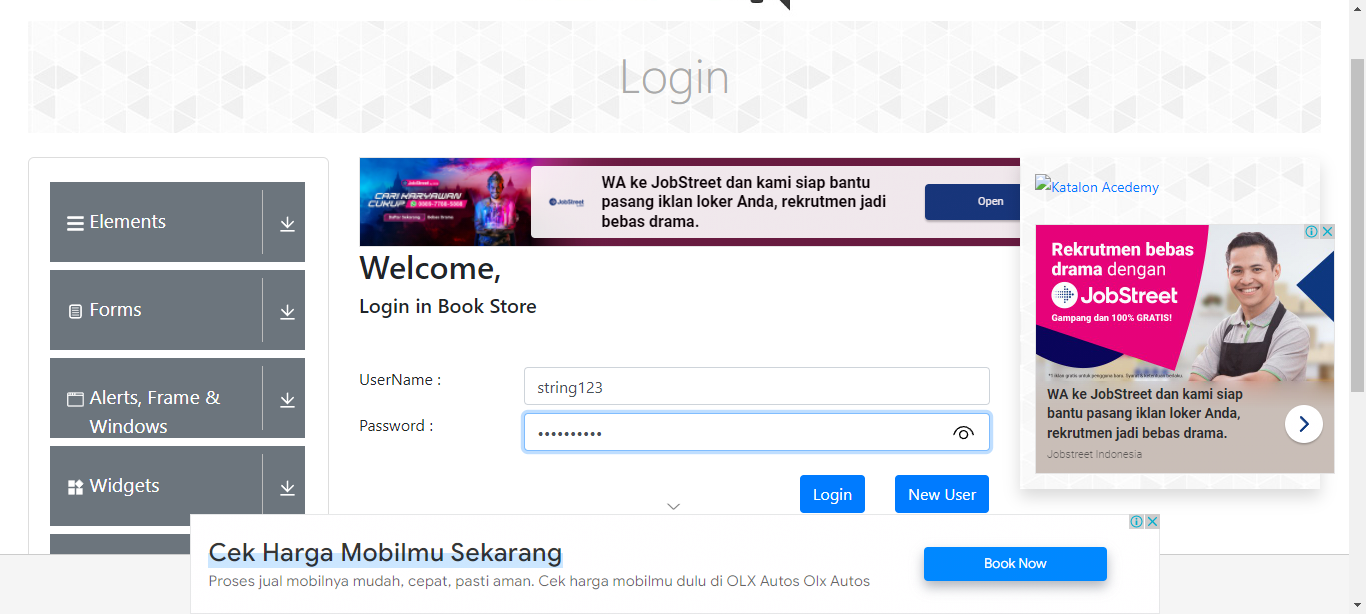 Login
Elements
Forms
Alerts, Frame &
Windows
Widgets
CARI KARYAWAN
CUKUP
JobStreet
WA ke JobStreet dan kami siap bantu
pasang iklan loker Anda, rekrutmen jadi
bebas drama.
Open
Welcome,
Login in Book Store
UserName :
string123
Password :
••••••••••
Login
New User
Katalon Acedemy
Rekrutmen bebas
drama dengan
JobStreet
Gampang dan 100% GRATIS!
WA ke JobStreet dan kami siap
bantu pasang iklan loker Anda,
rekrutmen jadi bebas drama.
Jobstreet Indonesia
Cek Harga Mobilmu Sekarang
Proses jual mobilnya mudah, cepat, pasti aman. Cek harga mobilmu dulu di OLX Autos Olx Autos
Book Now